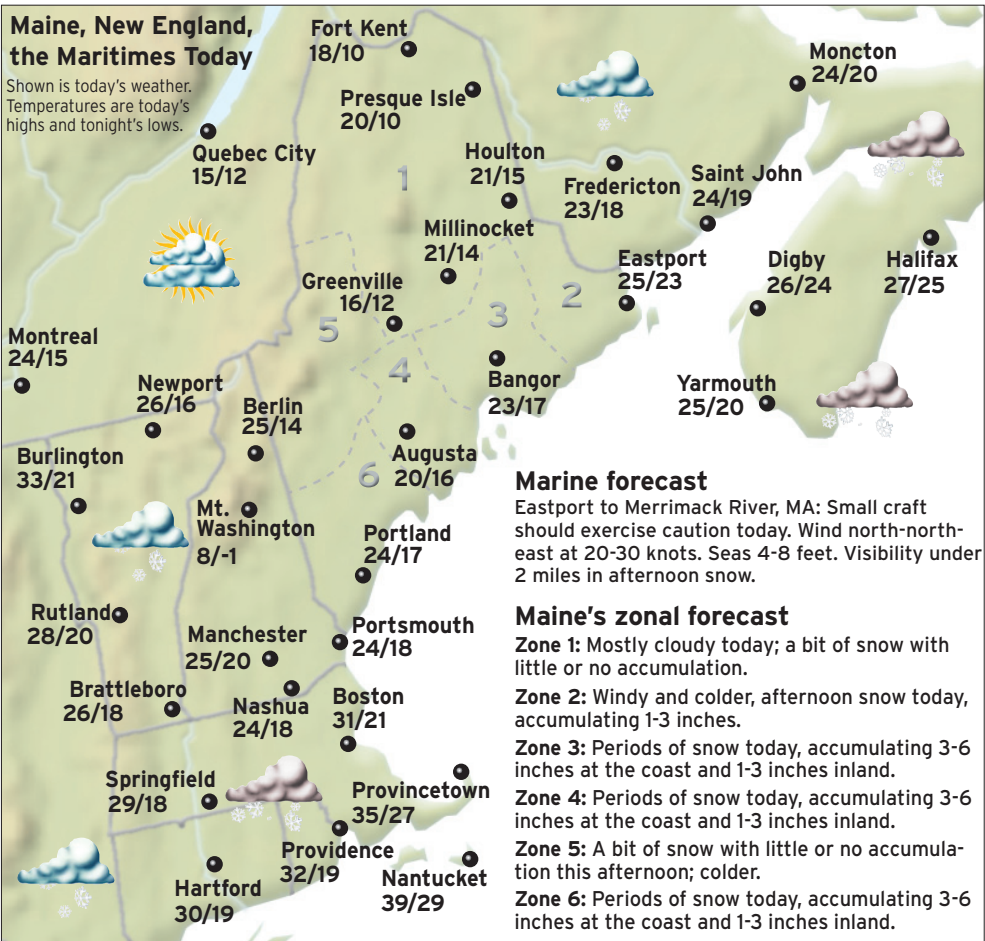 Maine, New England,
the Maritimes Today
Shown is today's weather.
Temperatures are today's
highs and tonight's lows.
Fort Kent
18/10
Moncton
24/20
Presque Isle
20/10
Quebec City
15/12
Houlton
21/15
1
Fredericton
23/18
Saint John
24/19
Millinocket
21/14
Eastport
25/23
Digby
26/24
Halifax
27/25
Greenville
16/12
2
3
5
Montreal
24/15
4
Newport
26/16
Berlin
25/14
Bangor
23/17
Yarmouth
25/20
Burlington
33/21
Augusta
20/16
6
Mt.
Washington
8/-1
Portland
24/17
Rutland
28/20
Manchester
25/20
Portsmouth
24/18
Brattleboro
26/18
Nashua
24/18
Boston
31/21
Springfield
29/18
Provincetown
35/27
Providence
32/19
Hartford
30/19
Nantucket
39/29
Marine forecast
Eastport to Merrimack River, MA: Small craft
should exercise caution today. Wind north-north-
east at 20-30 knots. Seas 4-8 feet. Visibility under
2 miles in afternoon snow.
Maine's zonal forecast
Zone 1: Mostly cloudy today; a bit of snow with
little or no accumulation.
Zone 2: Windy and colder, afternoon snow today,
accumulating 1-3 inches.
Zone 3: Periods of snow today, accumulating 3-6
inches at the coast and 1-3 inches inland.
Zone 4: Periods of snow today, accumulating 3-6
inches at the coast and 1-3 inches inland.
Zone 5: A bit of snow with little or no accumula-
tion this afternoon; colder.
Zone 6: Periods of snow today, accumulating 3-6
inches at the coast and 1-3 inches inland.